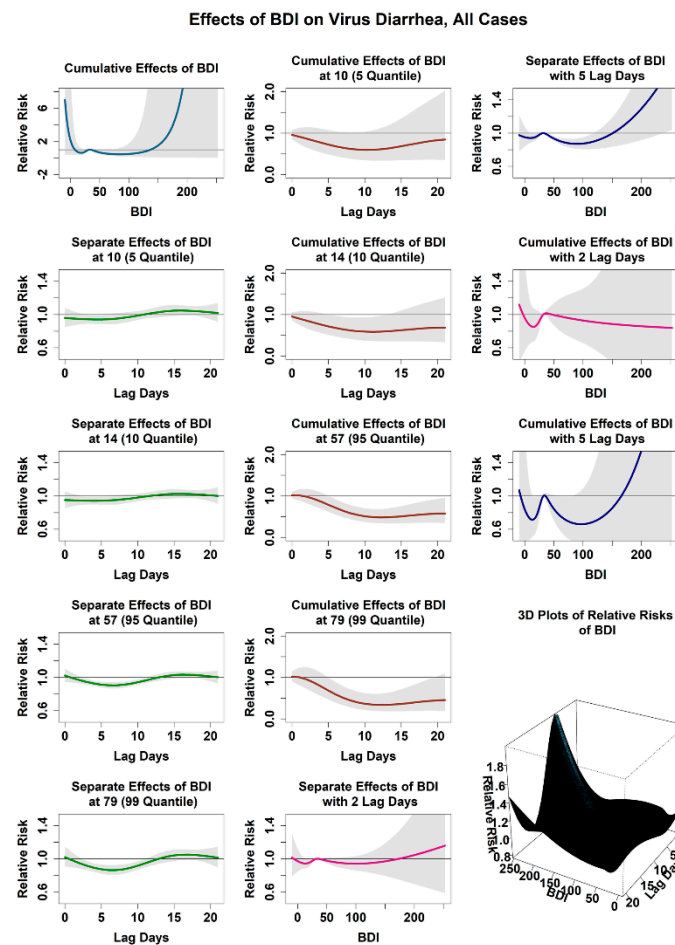 Effects of BDI on Virus Diarrhea, All Cases
Cumulative Effects of BDI
Relative Risk
6
2
-2
0
50
100
200
BDI
Cumulative Effects of BDI
at 10 (5 Quantile)
Relative Risk
2.0
1.0
0.0
0 5 10 15 20
Lag Days
Separate Effects of BDI
with 5 Lag Days
Relative Risk
1.4
1.0
0.6
0 50 100 200
BDI
Separate Effects of BDI
at 10 (5 Quantile)
Relative Risk
1.4
1.0
0.6
0 5 10 15 20
Lag Days
Cumulative Effects of BDI
at 14 (10 Quantile)
Relative Risk
2.0
1.0
0.0
0 5 10 15 20
Lag Days
Cumulative Effects of BDI
with 2 Lag Days
Relative Risk
1.4
1.0
0.6
0 50 100 200
BDI
Separate Effects of BDI
at 14 (10 Quantile)
Relative Risk
1.4
1.0
0.6
0 5 10 15 20
Lag Days
Cumulative Effects of BDI
at 57 (95 Quantile)
Relative Risk
2.0
1.0
0.0
0 5 10 15 20
Lag Days
Cumulative Effects of BDI
with 5 Lag Days
Relative Risk
1.4
1.0
0.6
0 50 100 200
BDI
Separate Effects of BDI
at 57 (95 Quantile)
Relative Risk
1.4
1.0
0.6
0 5 10 15 20
Lag Days
Cumulative Effects of BDI
at 79 (99 Quantile)
Relative Risk
2.0
1.0
0.0
0 5 10 15 20
Lag Days
3D Plots of Relative Risks
of BDI
Relative Risk
1.8
1.6
1.4
1.2
1.0
0.8
250 200 150 100 50 0
BDI
20 15 10 5
Separate Effects of BDI
at 79 (99 Quantile)
Relative Risk
1.4
1.0
0.6
0 5 10 15 20
Lag Days
Separate Effects of BDI
with 2 Lag Days
Relative Risk
1.4
1.0
0.6
0 50 100 200
BDI